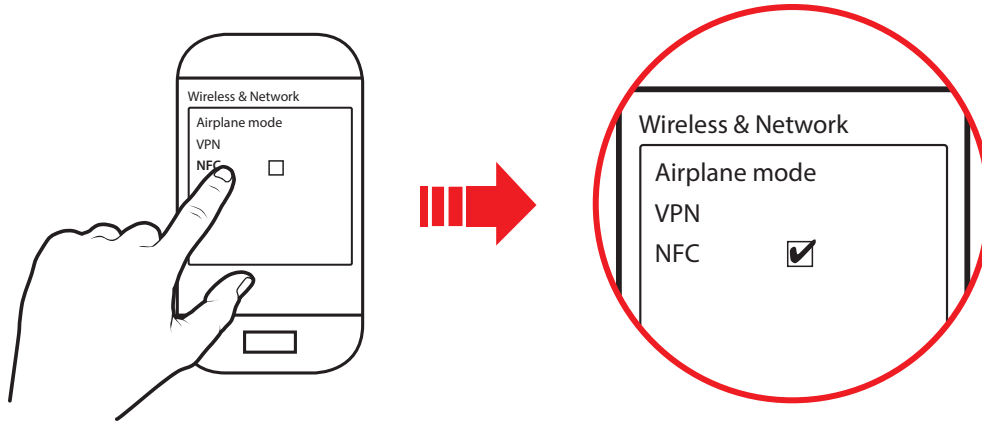 Wireless & Network
Airplane mode
VPN
NFC
Wireless & Network
Airplane mode
VPN
NFC